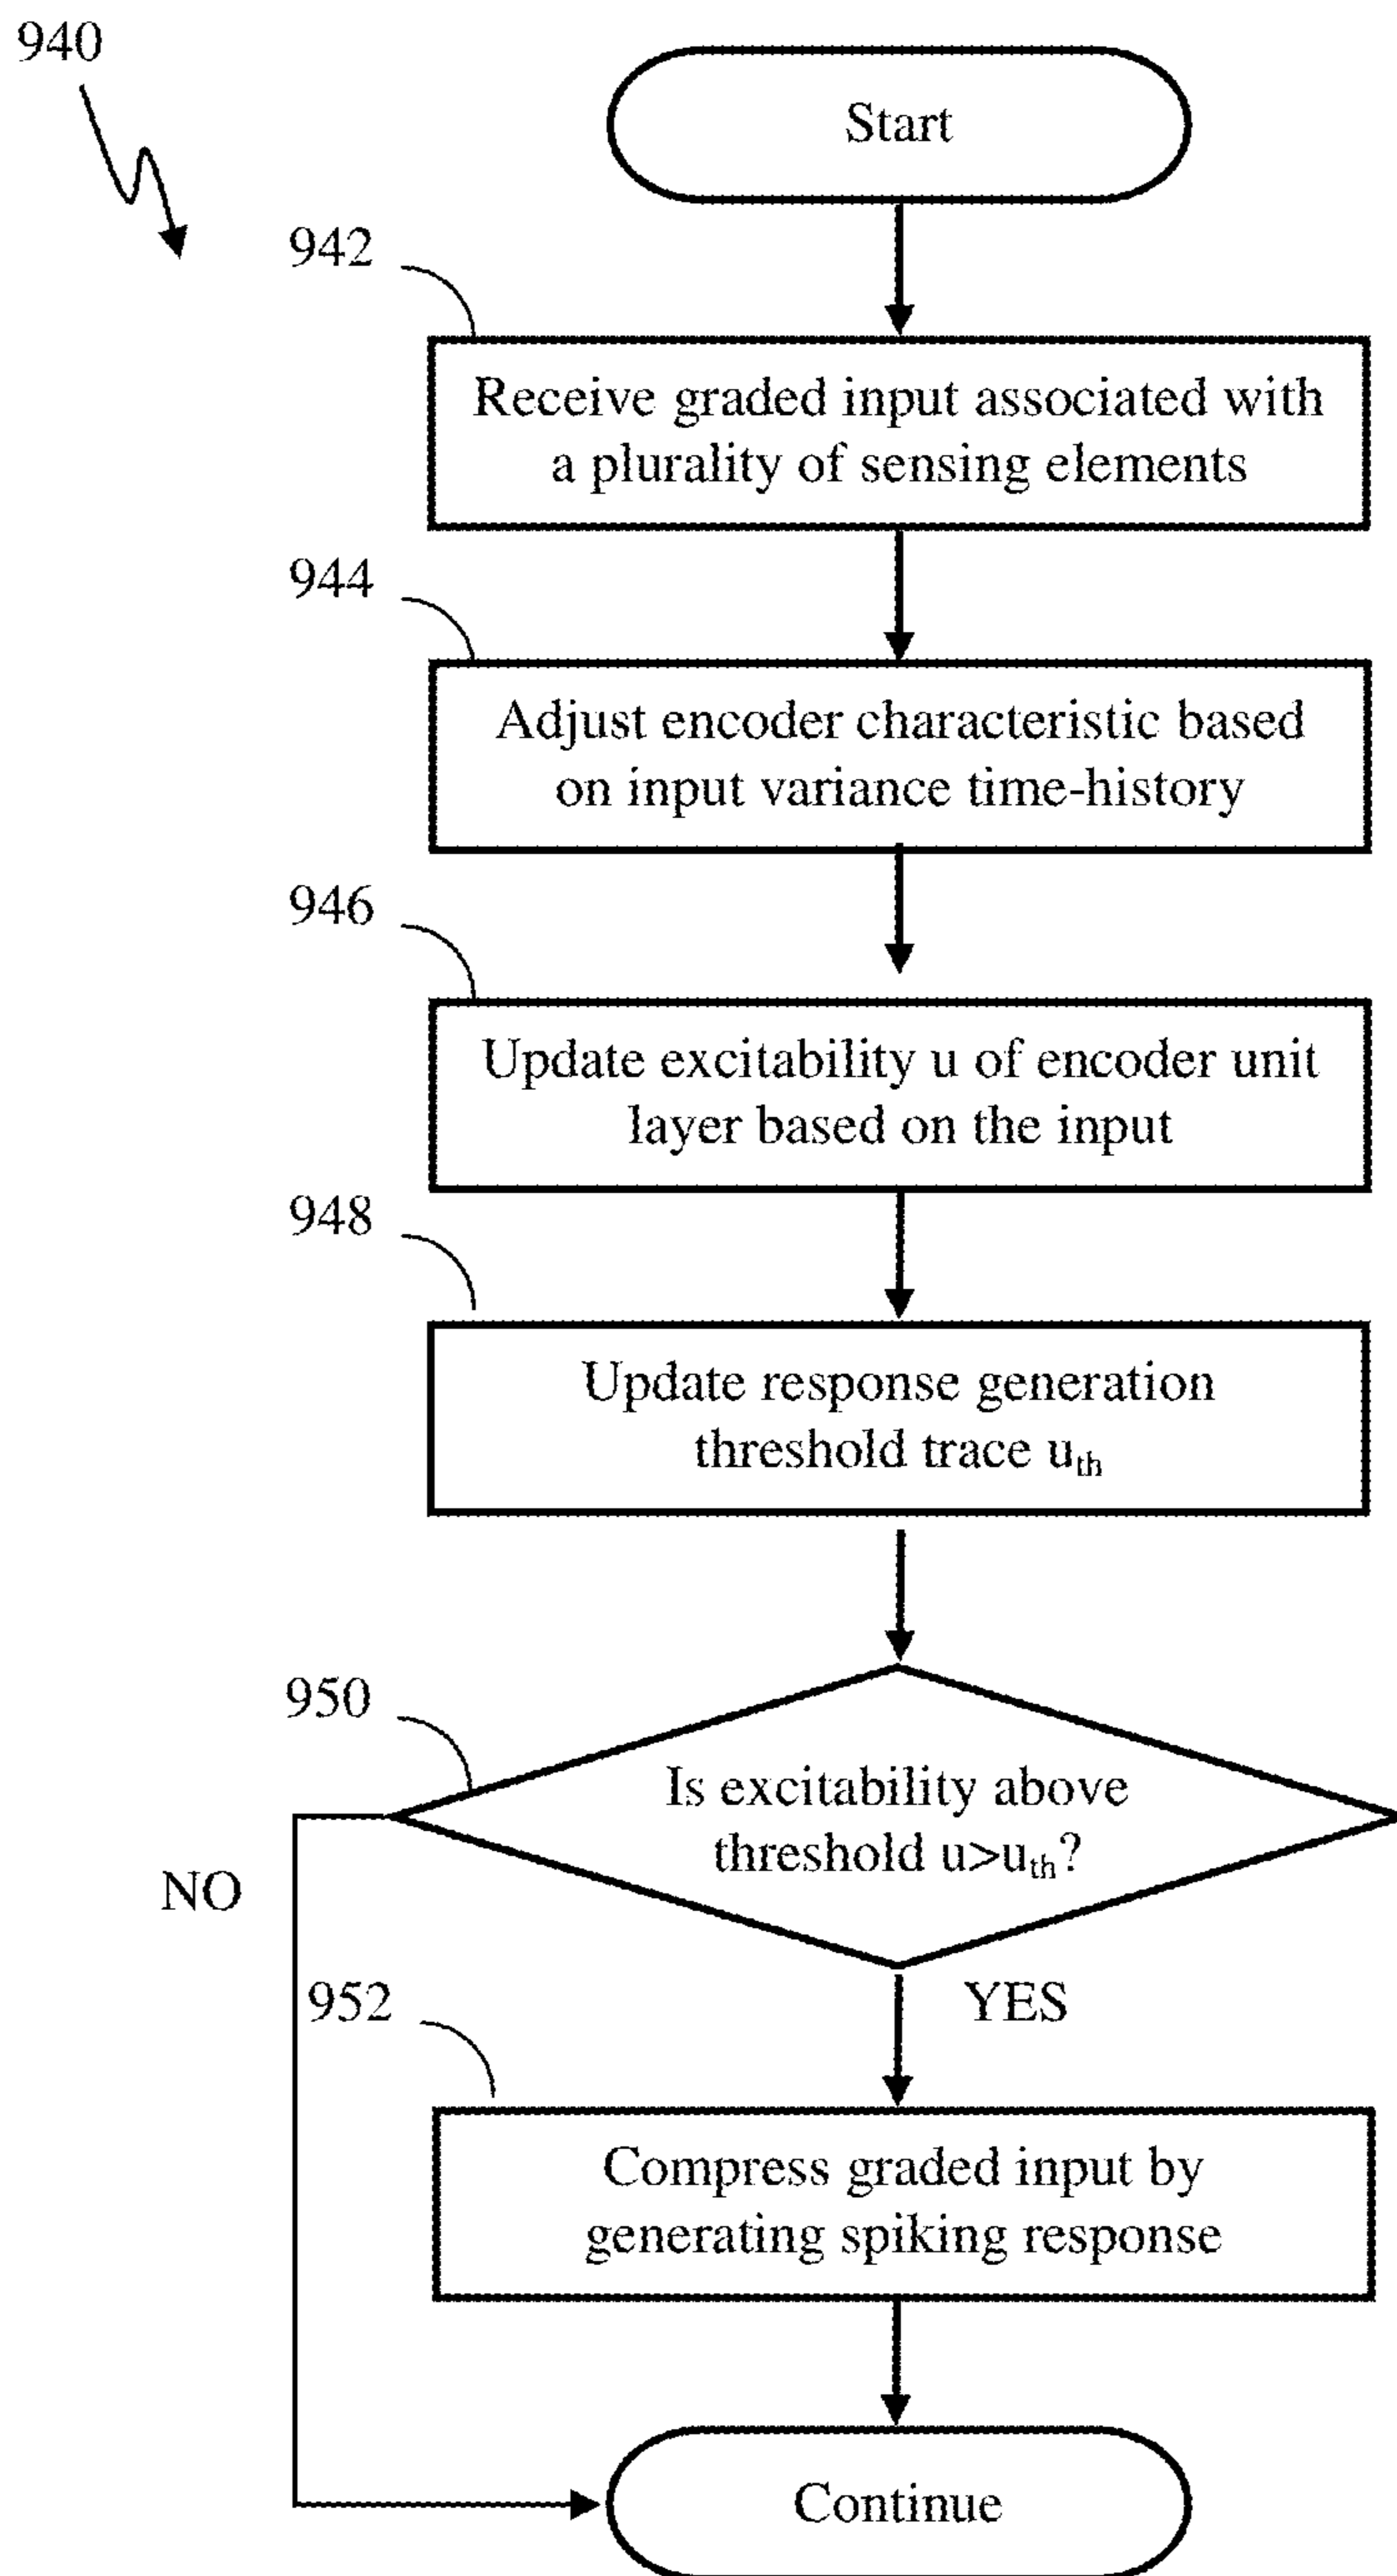 940
Start
942
Receive graded input associated with
a plurality of sensing elements
944
Adjust encoder characteristic based
on input variance time-history
946
Update excitability u of encoder unit
layer based on the input
948
Update response generation
threshold trace uth
950
Is excitability above
threshold u>uth?
NO
YES
952
Compress graded input by
generating spiking response
Continue